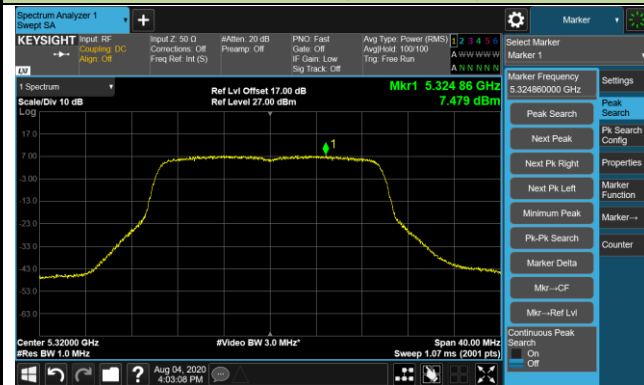 Spectrum Analyzer 1
Swept SA
+
Marker
KEYSIGHT
Input: RF
Coupling: DC
Align: Off
Input Z: 50 Ω
Corrections: Off
Freq Ref: Int (S)
#Atten: 20 dB
Preamp: Off
PNO: Fast
Gate: Off
IF Gain: Low
Sig Track: Off
Avg Type: Power (RMS)
Avg|Hold: 100/100
Trig: Free Run
1 2 3 4 5 6
A W W W W W
A N N N N N
LXI
1 Spectrum
Scale/Div 10 dB
Log
Ref Lvl Offset 17.00 dB
Ref Level 27.00 dBm
Mkr1 5.324 86 GHz
7.479 dBm
17.0
7.00
-3.00
-13.0
-23.0
-33.0
-43.0
-53.0
-63.0
1
Center 5.32000 GHz
#Res BW 1.0 MHz
#Video BW 3.0 MHz*
Span 40.00 MHz
Sweep 1.07 ms (2001 pts)
Select Marker
Marker 1
Marker Frequency
5.324860000 GHz
Peak Search
Next Peak
Next Pk Right
Next Pk Left
Minimum Peak
Pk-Pk Search
Marker Delta
Mkr→CF
Mkr→Ref Lvl
Continuous Peak
Search
On
Off
Settings
Peak
Search
Pk Search
Config
Properties
Marker
Function
Marker→
Counter
?
Aug 04, 2020
4:03:08 PM